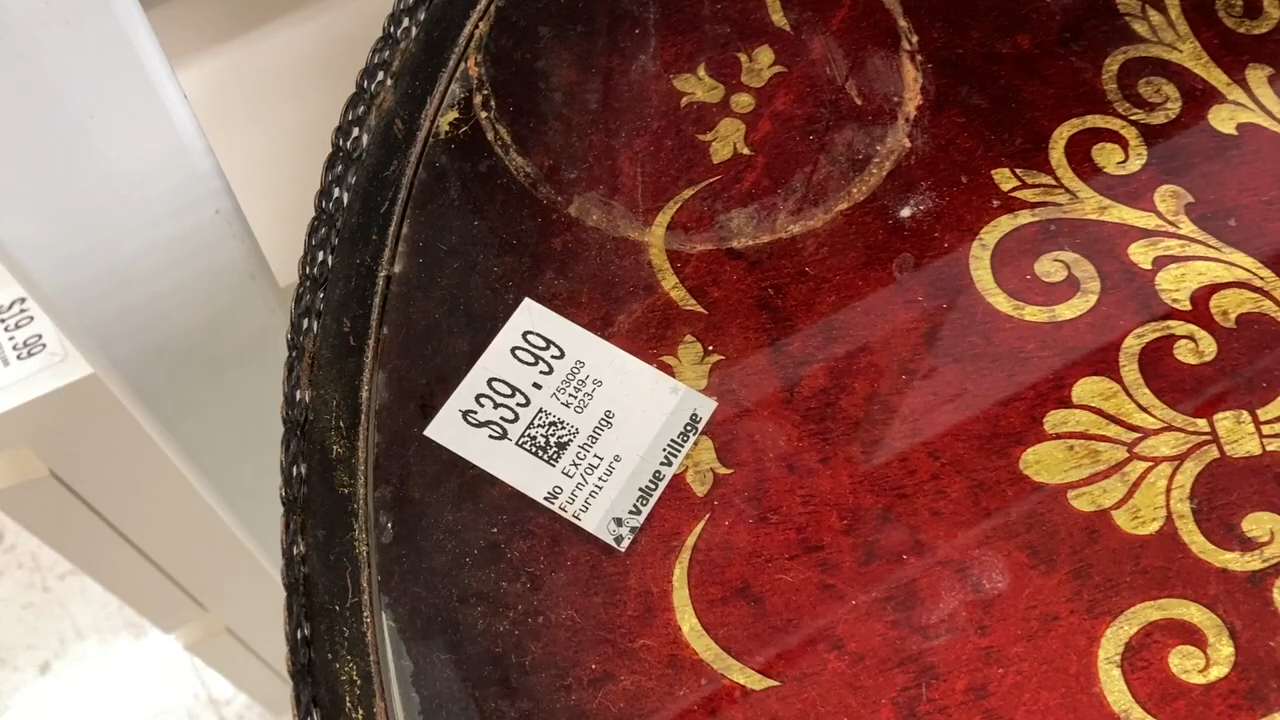 $39.99
753003
k149-
023-S
No Exchange
Furn/OLI
Furniture
value village
$19.99